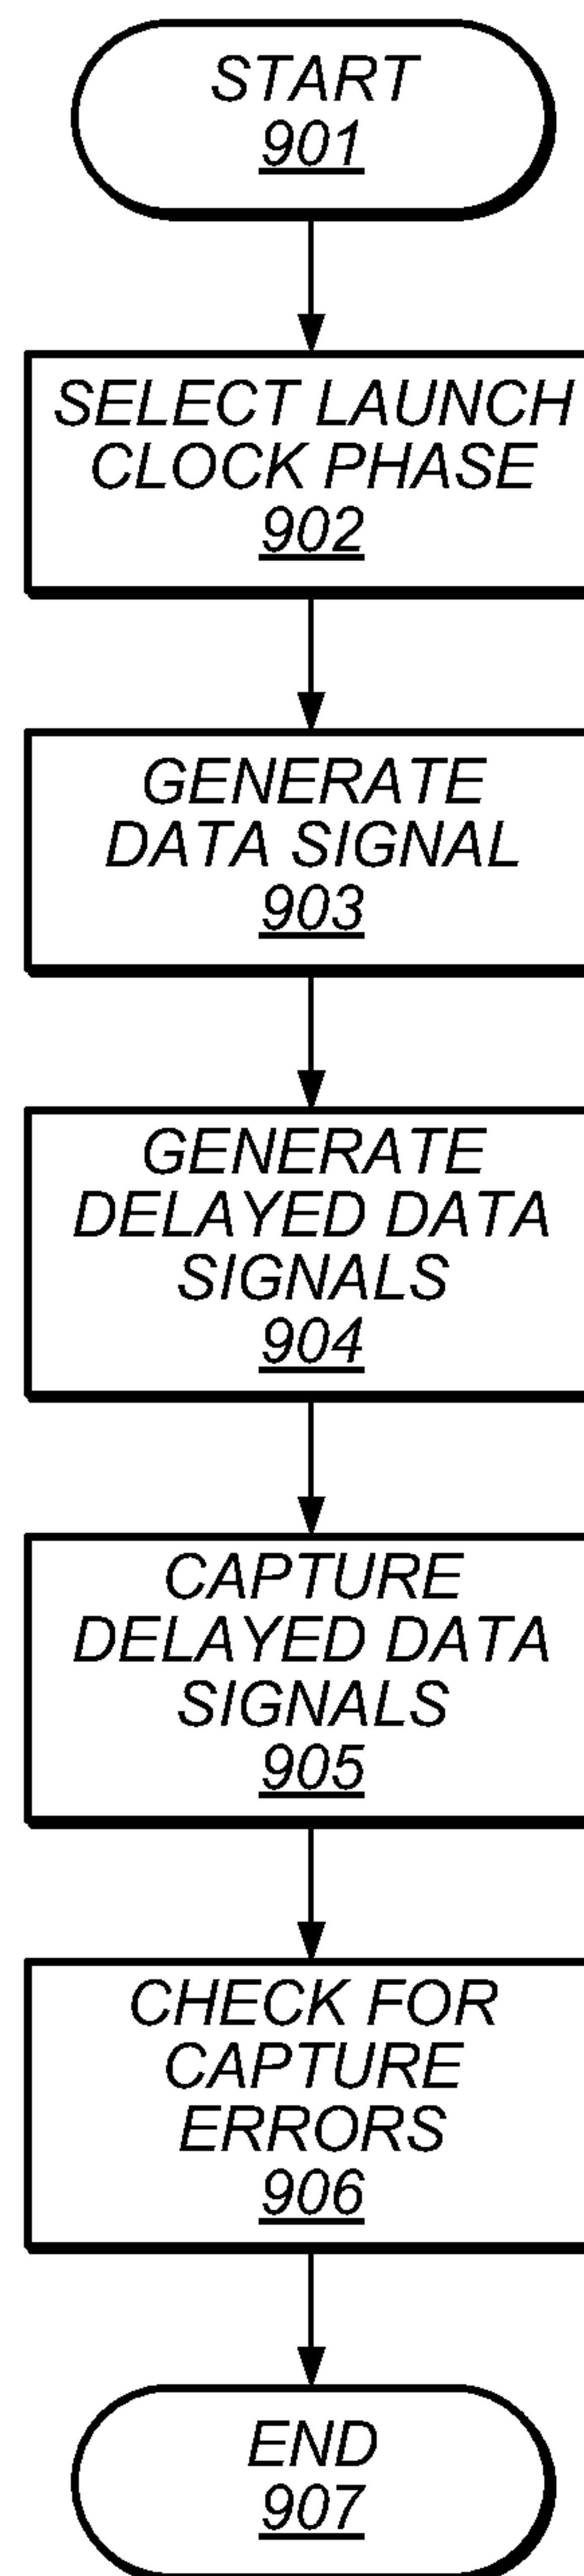 START
901
SELECT LAUNCH
CLOCK PHASE
902
GENERATE
DATA SIGNAL
903
GENERATE
DELAYED DATA
SIGNALS
904
CAPTURE
DELAYED DATA
SIGNALS
905
CHECK FOR
CAPTURE
ERRORS
906
END
907